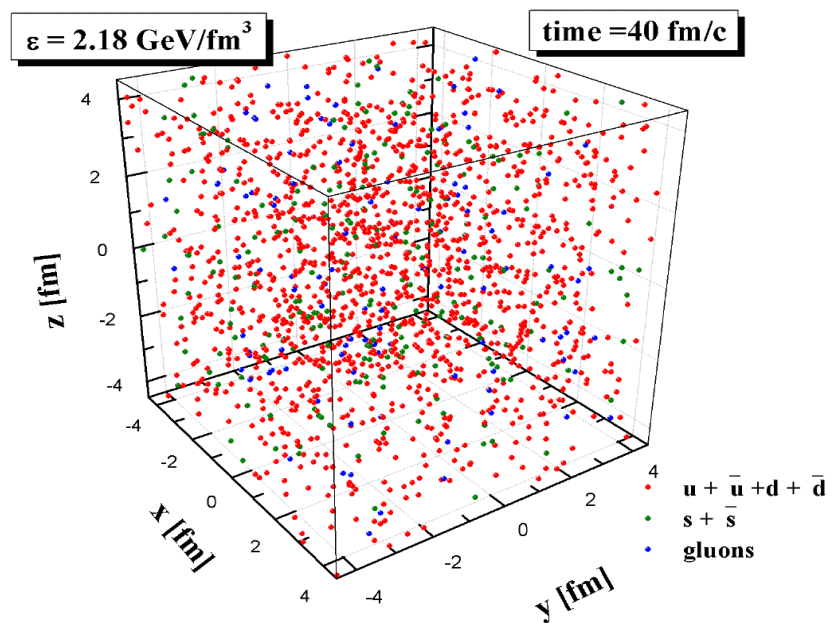 ε = 2.18 GeV/fm³
time =40 fm/c
4
2
0
-2
-4
z [fm]
-4
-2
0
2
4
x [fm]
-4
-2
0
2
4
y [fm]
u + u̅ +d + d̅
s + s̅
gluons